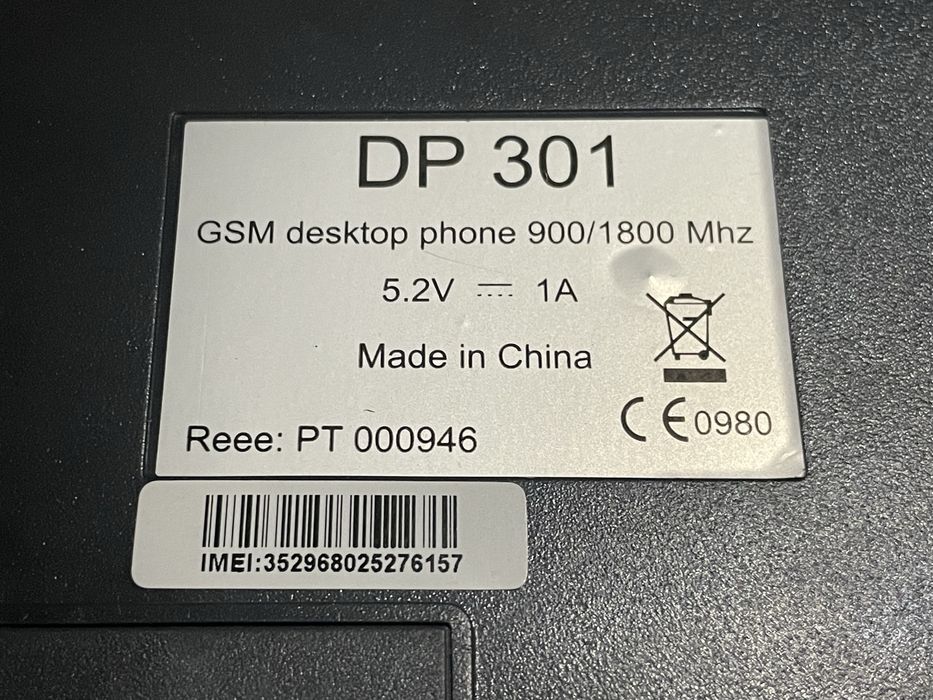 DP 301
GSM desktop phone 900/1800 Mhz
5.2V ⎓ 1A
Made in China
CE0980
Reee: PT 000946
IMEI:352968025276157